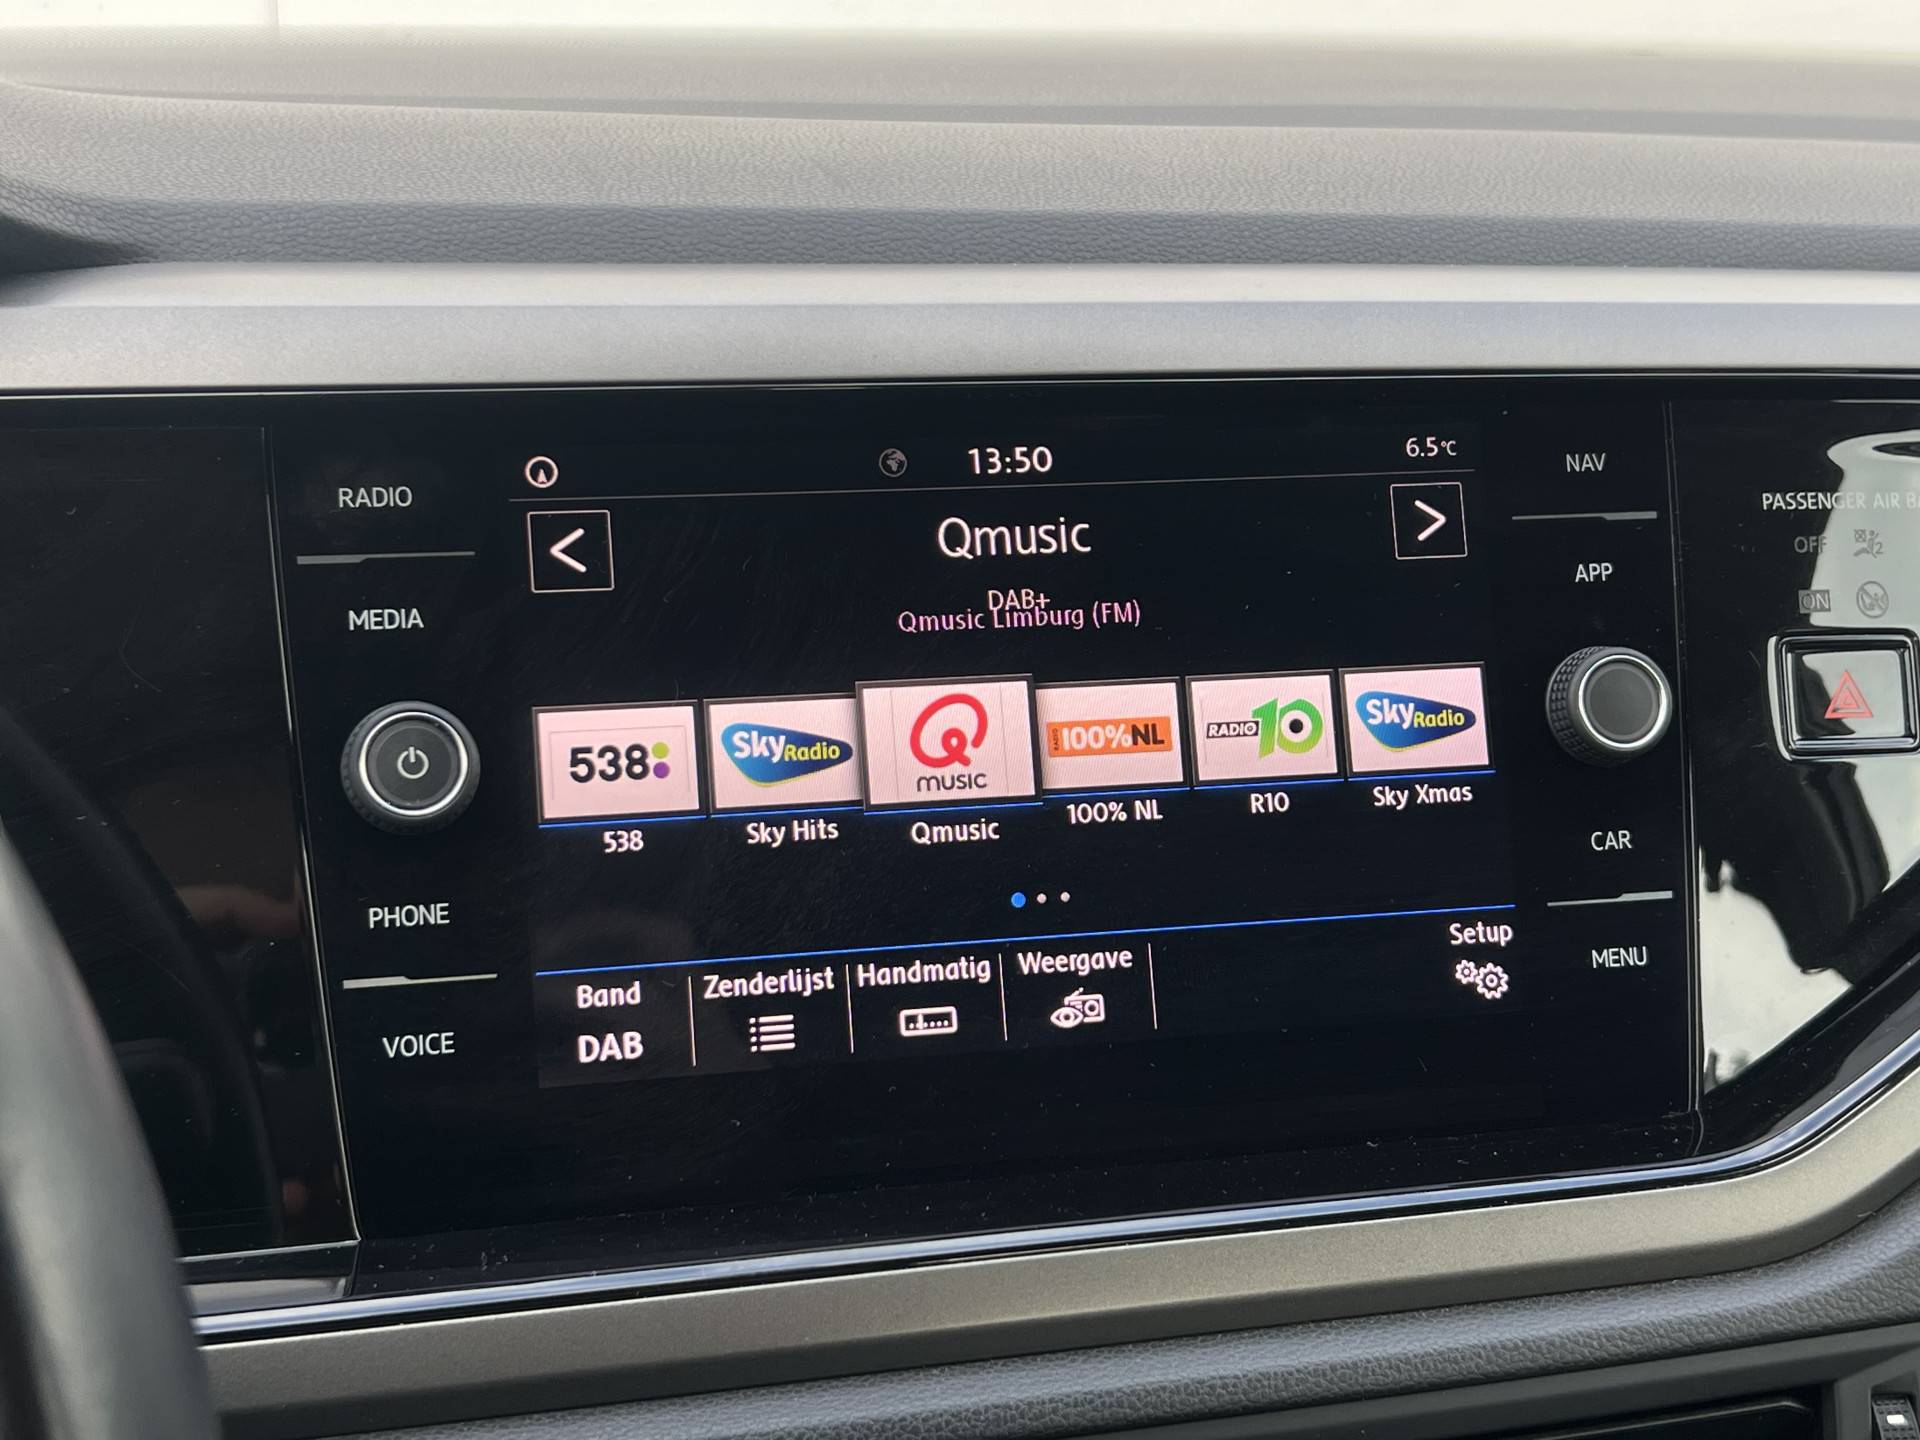 RADIO
MEDIA
PHONE
VOICE
13:50
6.5°C
Qmusic
DAB+
Qmusic Limburg (FM)
538
Sky Radio
Q music
RADIO 100%NL
RADIO 10
Sky Radio
538
Sky Hits
Qmusic
100% NL
R10
Sky Xmas
Band
DAB
Zenderlijst
Handmatig
Weergave
Setup
NAV
APP
CAR
MENU
PASSENGER AIR BA
OFF
ON